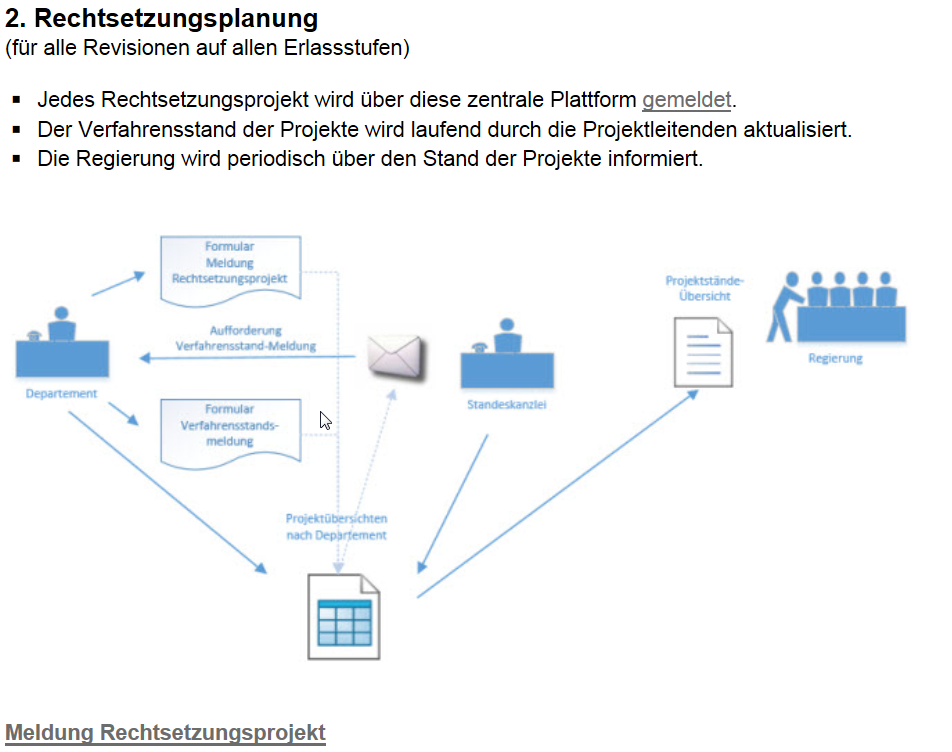 2. Rechtsetzungsplanung
(für alle Revisionen auf allen Erlassstufen)
▪ Jedes Rechtsetzungsprojekt wird über diese zentrale Plattform gemeldet.
▪ Der Verfahrensstand der Projekte wird laufend durch die Projektleitenden aktualisiert.
▪ Die Regierung wird periodisch über den Stand der Projekte informiert.
Formular
Meldung
Rechtsetzungsprojekt
Projektstände-
Übersicht
Aufforderung
Verfahrensstand-Meldung
Regierung
Departement
Standeskanzlei
Formular
Verfahrensstands-
meldung
Projektübersichten
nach Departement
Meldung Rechtsetzungsprojekt